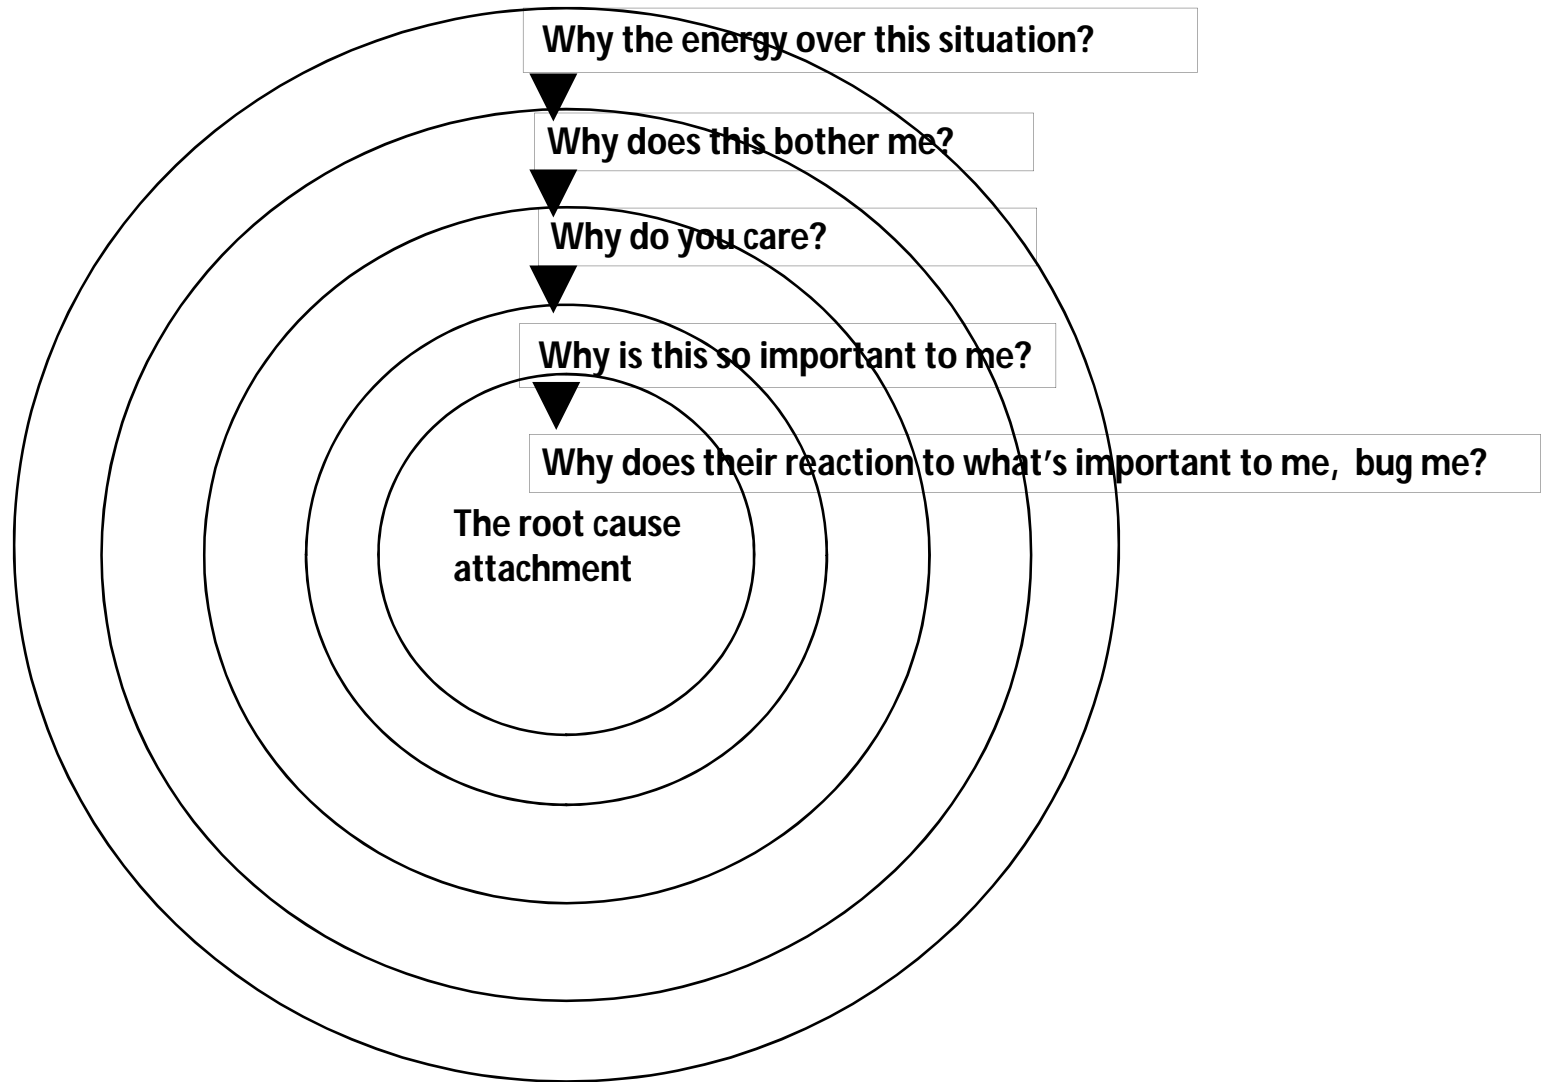 Why the energy over this situation?
Why does this bother me?
Why do you care?
Why is this so important to me?
Why does their reaction to what's important to me, bug me?
The root cause
attachment